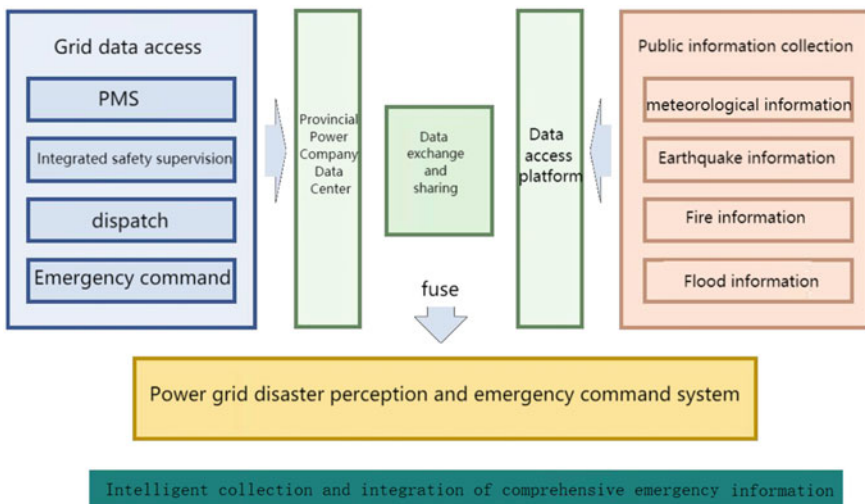 Grid data access
PMS
Integrated safety supervision
dispatch
Emergency command
Provincial
Power
Company
Data
Center
Data
exchange
and
sharing
Data
access
platform
Public information collection
meteorological information
Earthquake information
Fire information
Flood information
fuse
Power grid disaster perception and emergency command system
Intelligent collection and integration of comprehensive emergency information